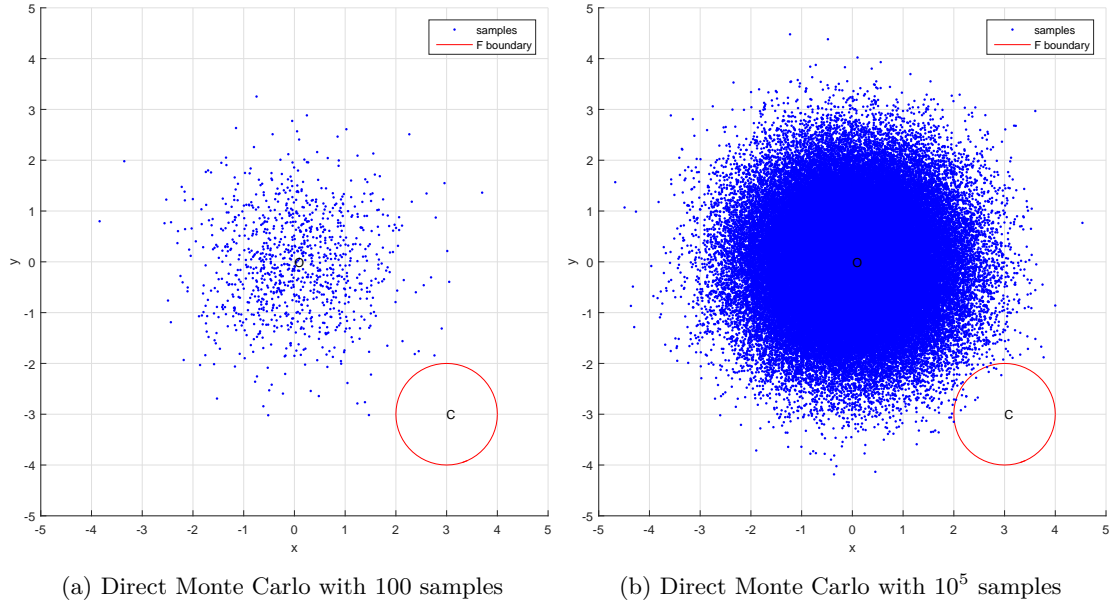 5
4
3
2
1
0
-1
-2
-3
-4
-5
-5 -4 -3 -2 -1 0 1 2 3 4 5
x
y
samples
F boundary
O
C
(a) Direct Monte Carlo with 100 samples
5
4
3
2
1
0
-1
-2
-3
-4
-5
-5 -4 -3 -2 -1 0 1 2 3 4 5
x
y
samples
F boundary
O
C
(b) Direct Monte Carlo with 10⁵ samples